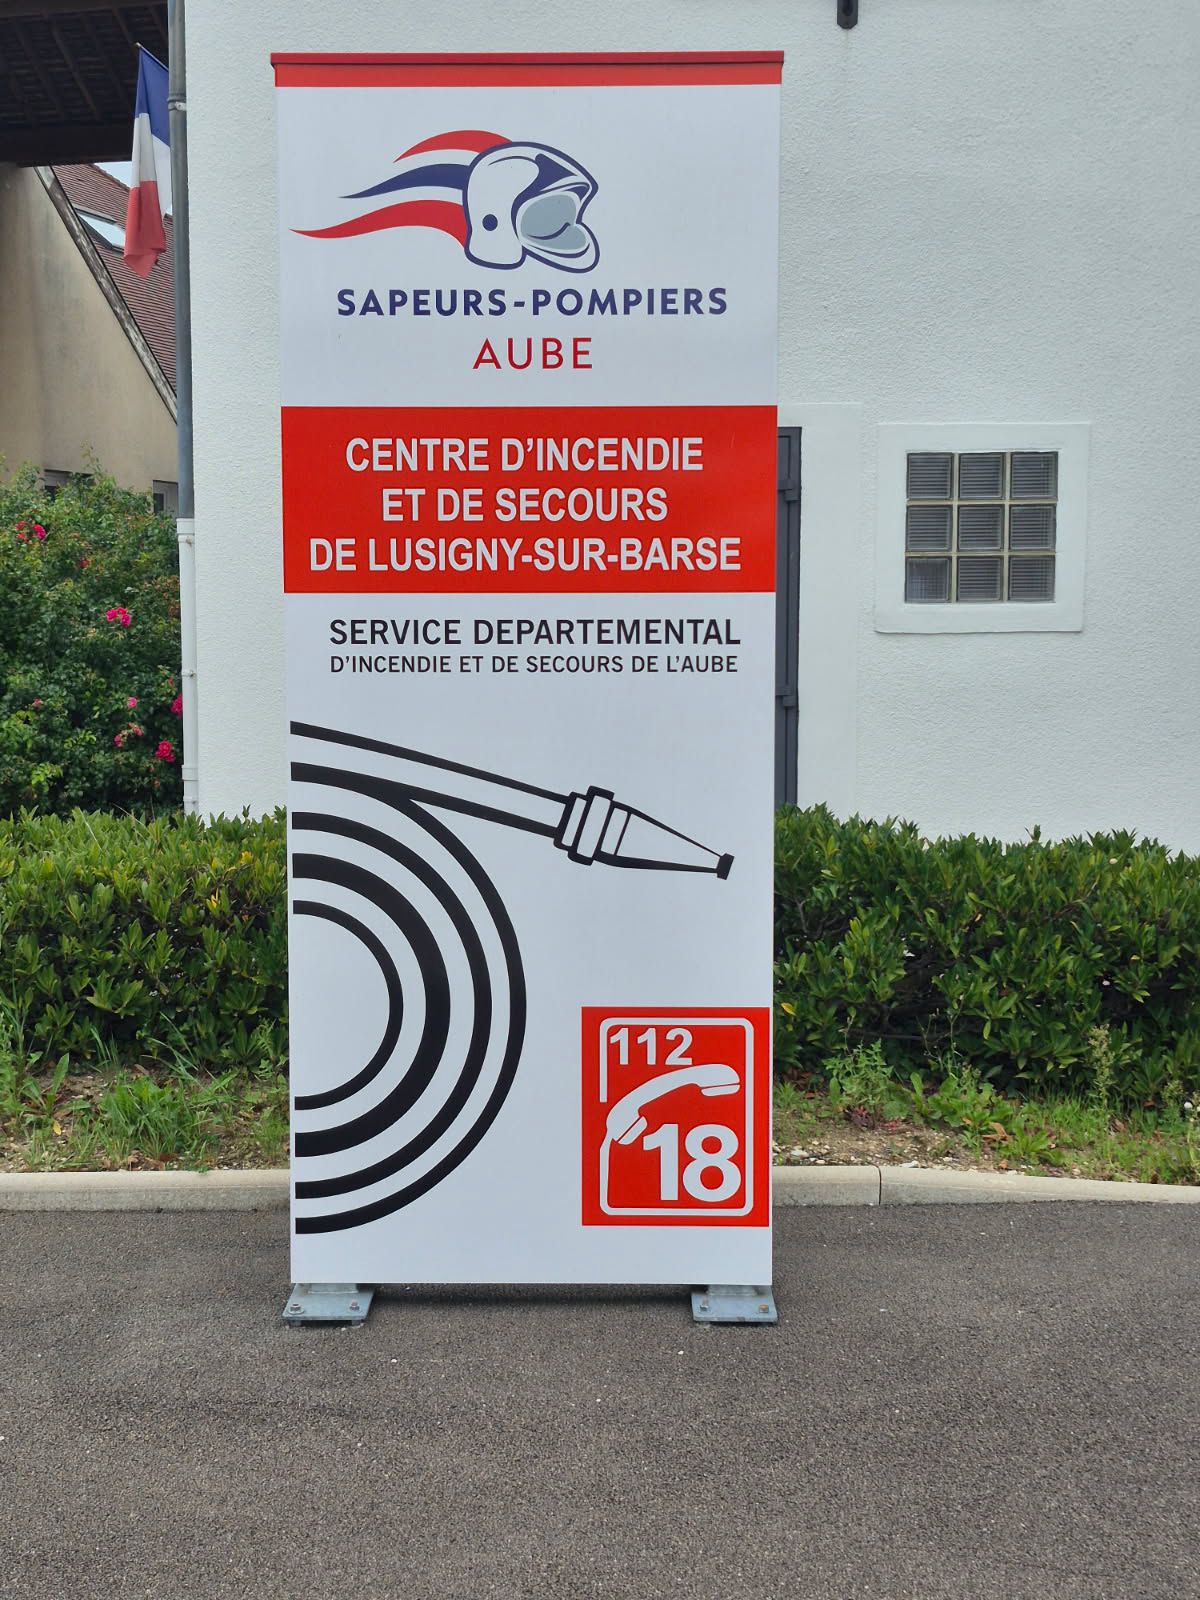 SAPEURS-POMPIERS
AUBE
CENTRE D'INCENDIE
ET DE SECOURS
DE LUSIGNY-SUR-BARSE
SERVICE DEPARTEMENTAL
D'INCENDIE ET DE SECOURS DE L'AUBE
112
18